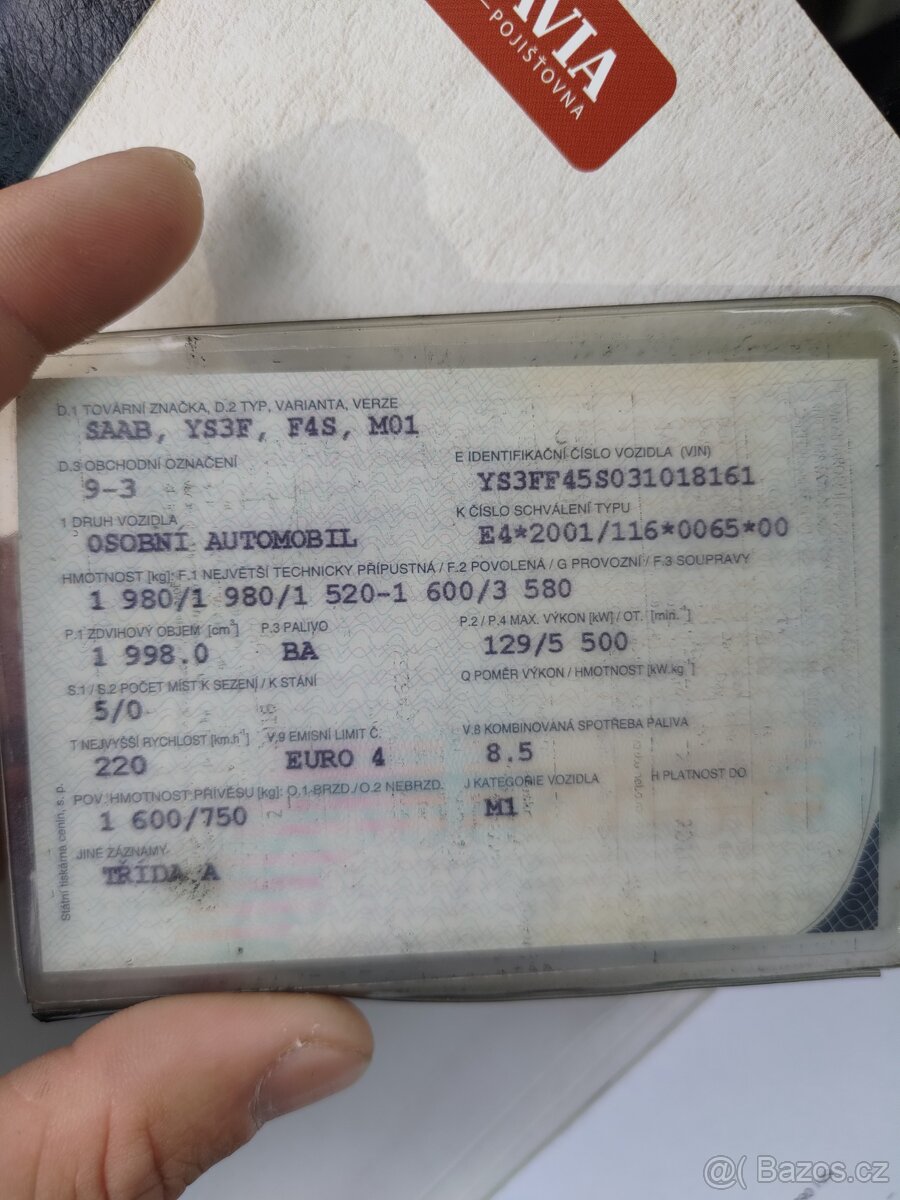 AVIA
POJIŠŤOVNA
D.1 TOVÁRNÍ ZNAČKA, D.2 TYP, VARIANTA, VERZE
SAAB, YS3F, F4S, M01
D.3 OBCHODNÍ OZNAČENÍ
9-3
E IDENTIFIKAČNÍ ČÍSLO VOZIDLA (VIN)
YS3FF45S031018161
1 DRUH VOZIDLA
OSOBNÍ AUTOMOBIL
K ČÍSLO SCHVÁLENÍ TYPU
E4*2001/116*0065*00
HMOTNOST [kg]: F.1 NEJVĚTŠÍ TECHNICKY PŘÍPUSTNÁ / F.2 POVOLENÁ / G PROVOZNÍ / F.3 SOUPRAVY
1 980/1 980/1 520-1 600/3 580
P.1 ZDVIHOVÝ OBJEM [cm³]
1 998.0
P.3 PALIVO
BA
P.2 / P.4 MAX. VÝKON [kW] / OT. [min.⁻¹]
129/5 500
S.1 / S.2 POČET MÍST K SEZENÍ / K STÁNÍ
5/0
Q POMĚR VÝKON / HMOTNOST [kW.kg⁻¹]
T NEJVYŠŠÍ RYCHLOST [km.h⁻¹]
220
V.9 EMISNÍ LIMIT Č.
EURO 4
V.8 KOMBINOVANÁ SPOTŘEBA PALIVA
8.5
POV. HMOTNOST PŘÍVĚSU [kg]: O.1 BRZD. / O.2 NEBRZD.
1 600/750
J KATEGORIE VOZIDLA
M1
H PLATNOST DO
JINÉ ZÁZNAMY
TŘÍDA A
Státní tiskárna cenin, s. p.
@( Bazos.cz